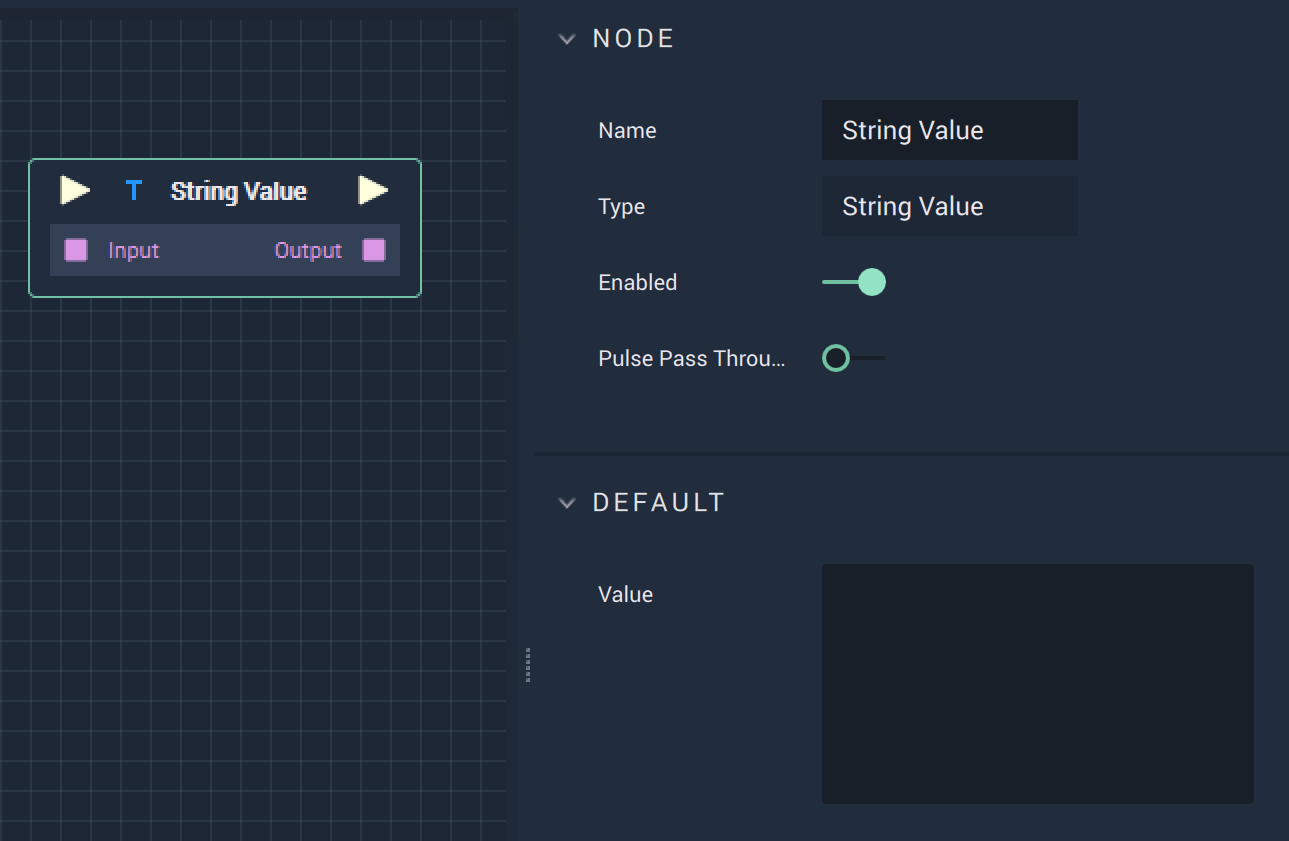 String Value
Input Output
NODE
Name String Value
Type String Value
Enabled
Pulse Pass Throu...
DEFAULT
Value